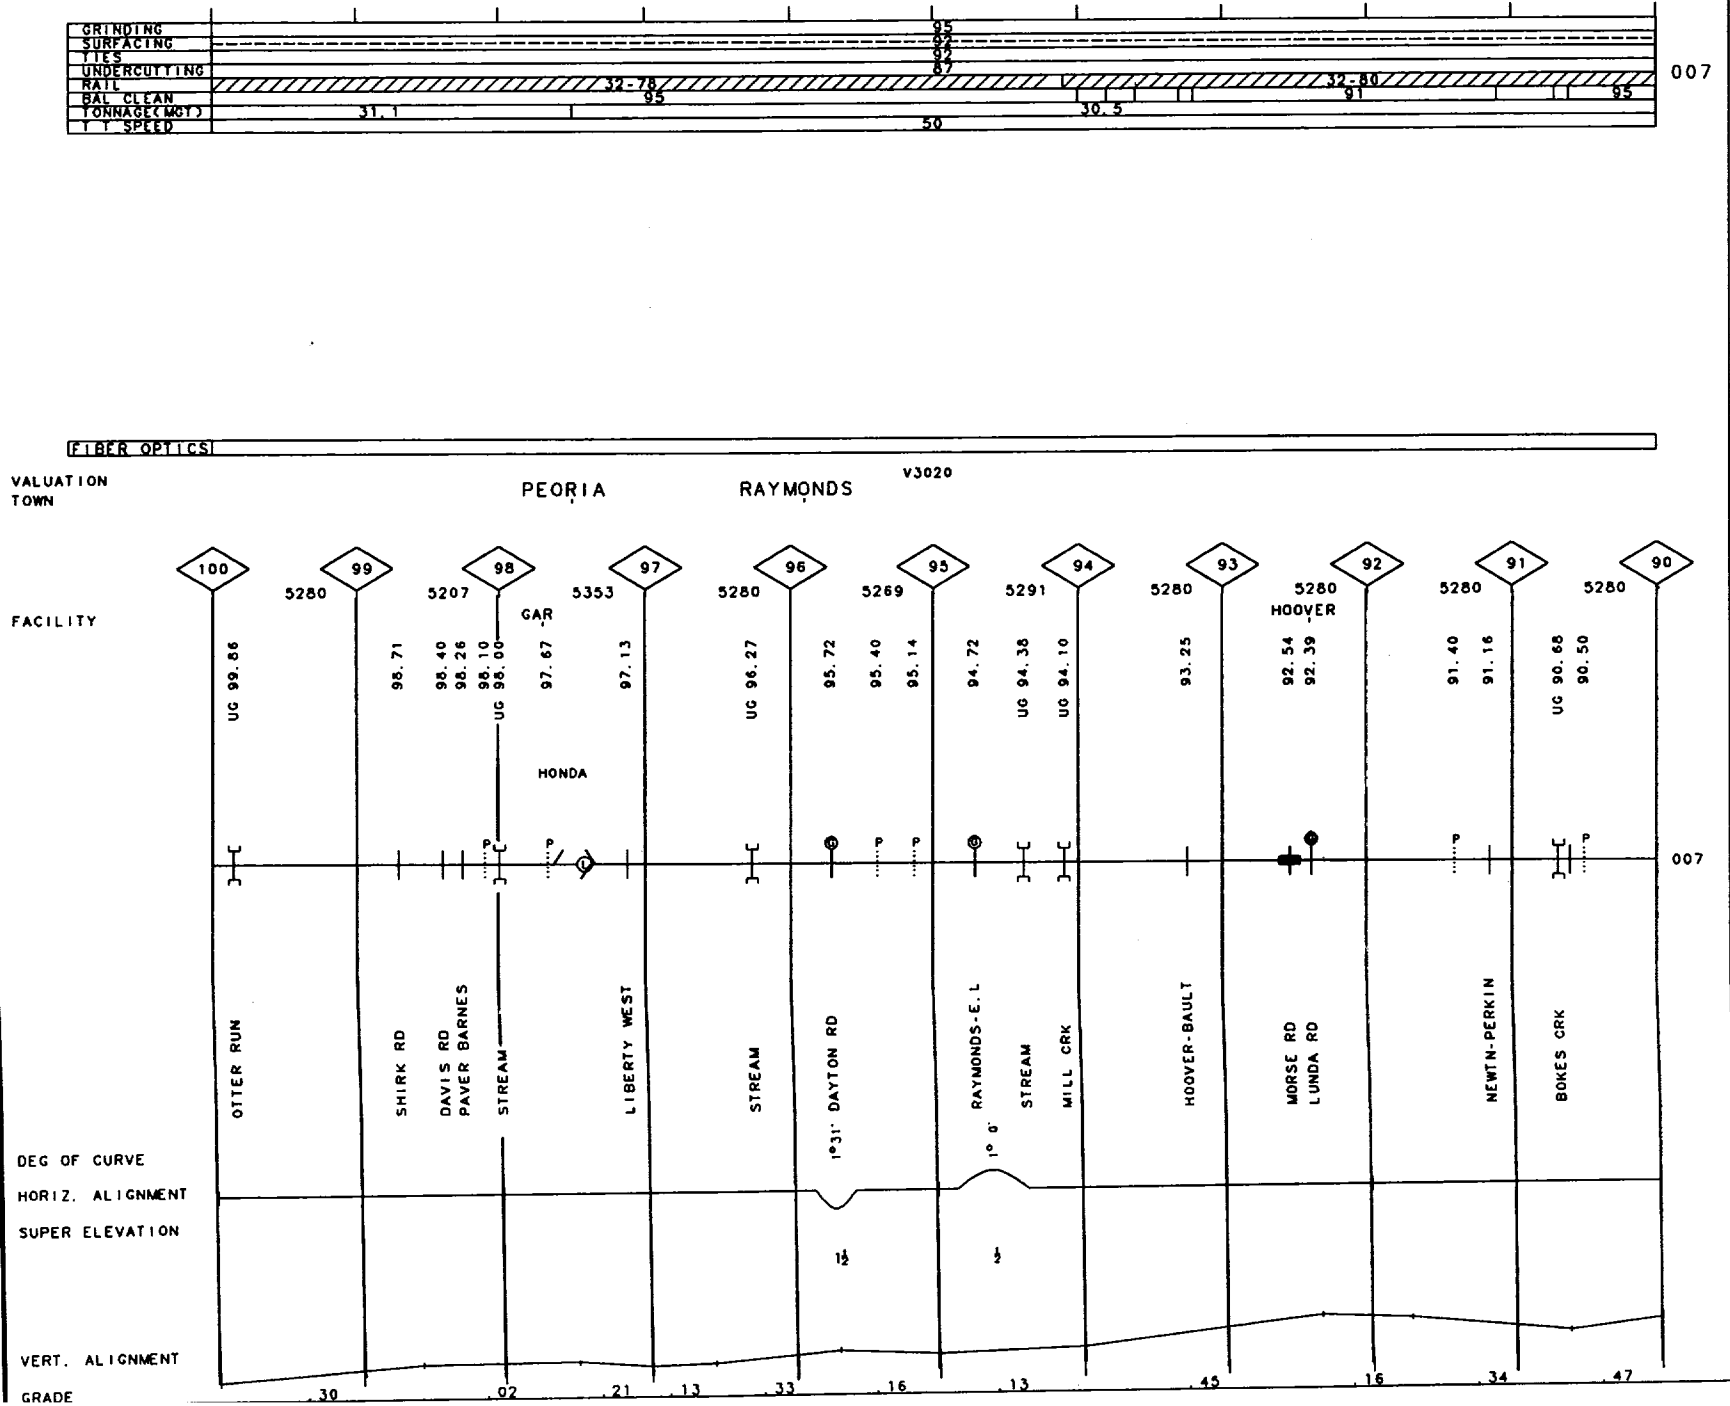 GRINDING 95
SURFACING 92
TIES 92
UNDERCUTTING 87
007
RAIL 32-78 32-80
BAL CLEAN 95 91 95
TONNAGE(MGT) 31.1 30.5
T T SPEED 50
FIBER OPTICS
VALUATION V3020
TOWN PEORIA RAYMONDS
100 99 98 97 96 95 94 93 92 91 90
5280 5207 5353 5280 5269 5291 5280 5280 5280 5280
FACILITY GAR HOOVER
UG 99.86
98.71
98.40
98.26
98.10
UG 98.00
97.67
97.13
UG 96.27
95.72
95.40
95.14
94.72
UG 94.38
UG 94.10
93.25
92.54
92.39
91.40
91.16
UG 90.68
90.50
HONDA
P P G P P G G P P
L
007
OTTER RUN
SHIRK RD
DAVIS RD
PAVER BARNES
STREAM
LIBERTY WEST
STREAM
1°31' DAYTON RD
1° 0' RAYMONDS-E.L
STREAM
MILL CRK
HOOVER-BAULT
MORSE RD
LUNDA RD
NEWTN-PERKIN
BOKES CRK
DEG OF CURVE
HORIZ. ALIGNMENT
SUPER ELEVATION
1½ ½
VERT. ALIGNMENT
GRADE .30 .02 .21 .13 .33 .16 .13 .45 .16 .34 .47